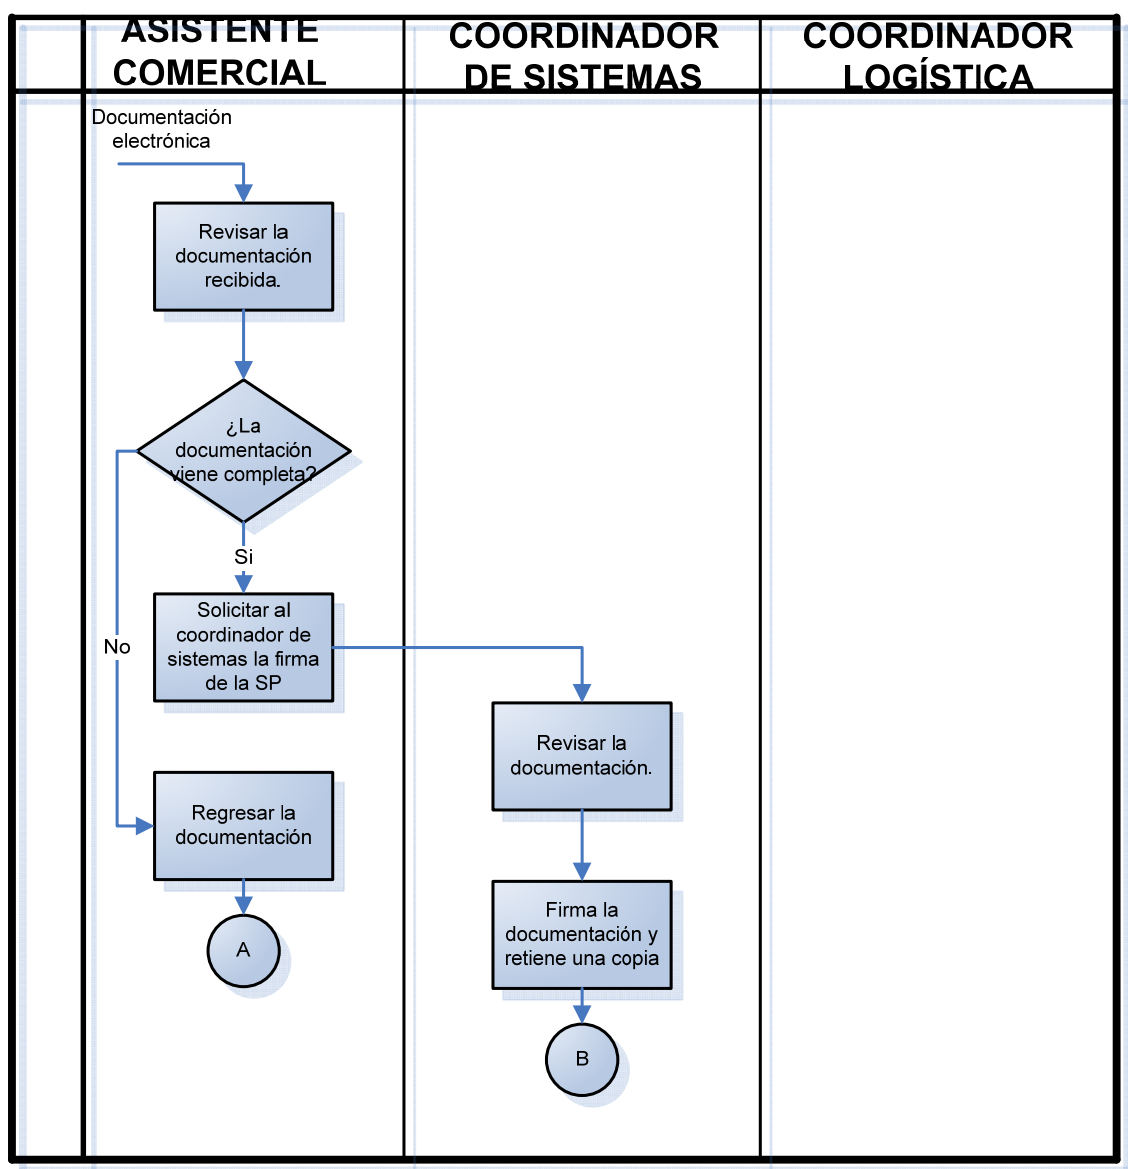 ASISTENTE
COMERCIAL
COORDINADOR
DE SISTEMAS
COORDINADOR
LOGÍSTICA
Documentación
electrónica
Revisar la
documentación
recibida.
¿La
documentación
viene completa?
Si
No
Solicitar al
coordinador de
sistemas la firma
de la SP
Revisar la
documentación.
Regresar la
documentación
Firma la
documentación y
retiene una copia
A
B